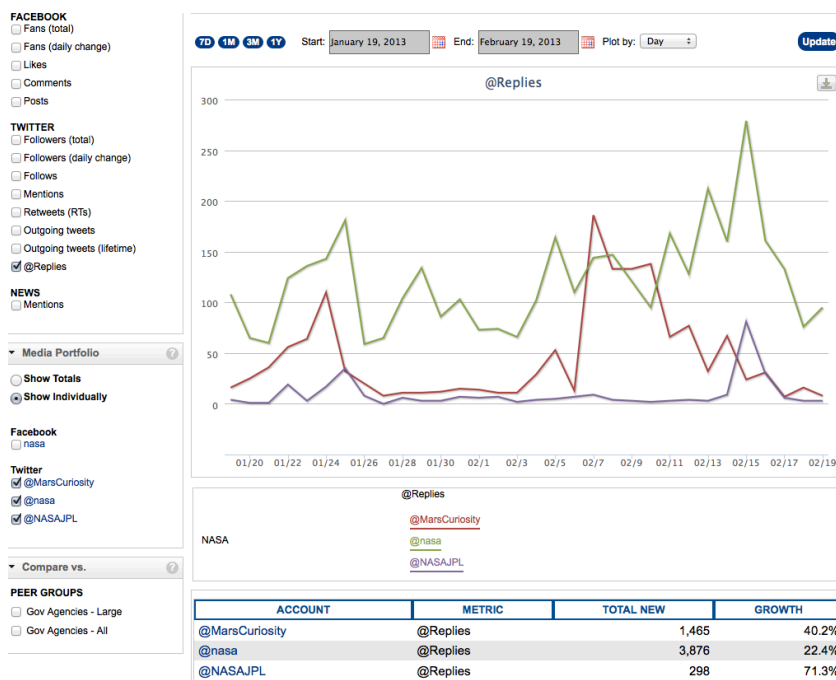 FACEBOOK
Fans (total)
Fans (daily change)
Likes
Comments
Posts
TWITTER
Followers (total)
Followers (daily change)
Follows
Mentions
Retweets (RTs)
Outgoing tweets
Outgoing tweets (lifetime)
@Replies
NEWS
Mentions
Media Portfolio ?
Show Totals
Show Individually
Facebook
nasa
Twitter
@MarsCuriosity
@nasa
@NASAJPL
Compare vs. ?
PEER GROUPS
Gov Agencies - Large
Gov Agencies - All
7D 1M 3M 1Y Start: January 19, 2013 End: February 19, 2013 Plot by: Day Update
@Replies
300
250
200
150
100
50
0
01/20 01/22 01/24 01/26 01/28 01/30 02/1 02/3 02/5 02/7 02/9 02/11 02/13 02/15 02/17 02/19
@Replies
NASA
@MarsCuriosity
@nasa
@NASAJPL
ACCOUNT METRIC TOTAL NEW GROWTH
@MarsCuriosity @Replies 1,465 40.2%
@nasa @Replies 3,876 22.4%
@NASAJPL @Replies 298 71.3%